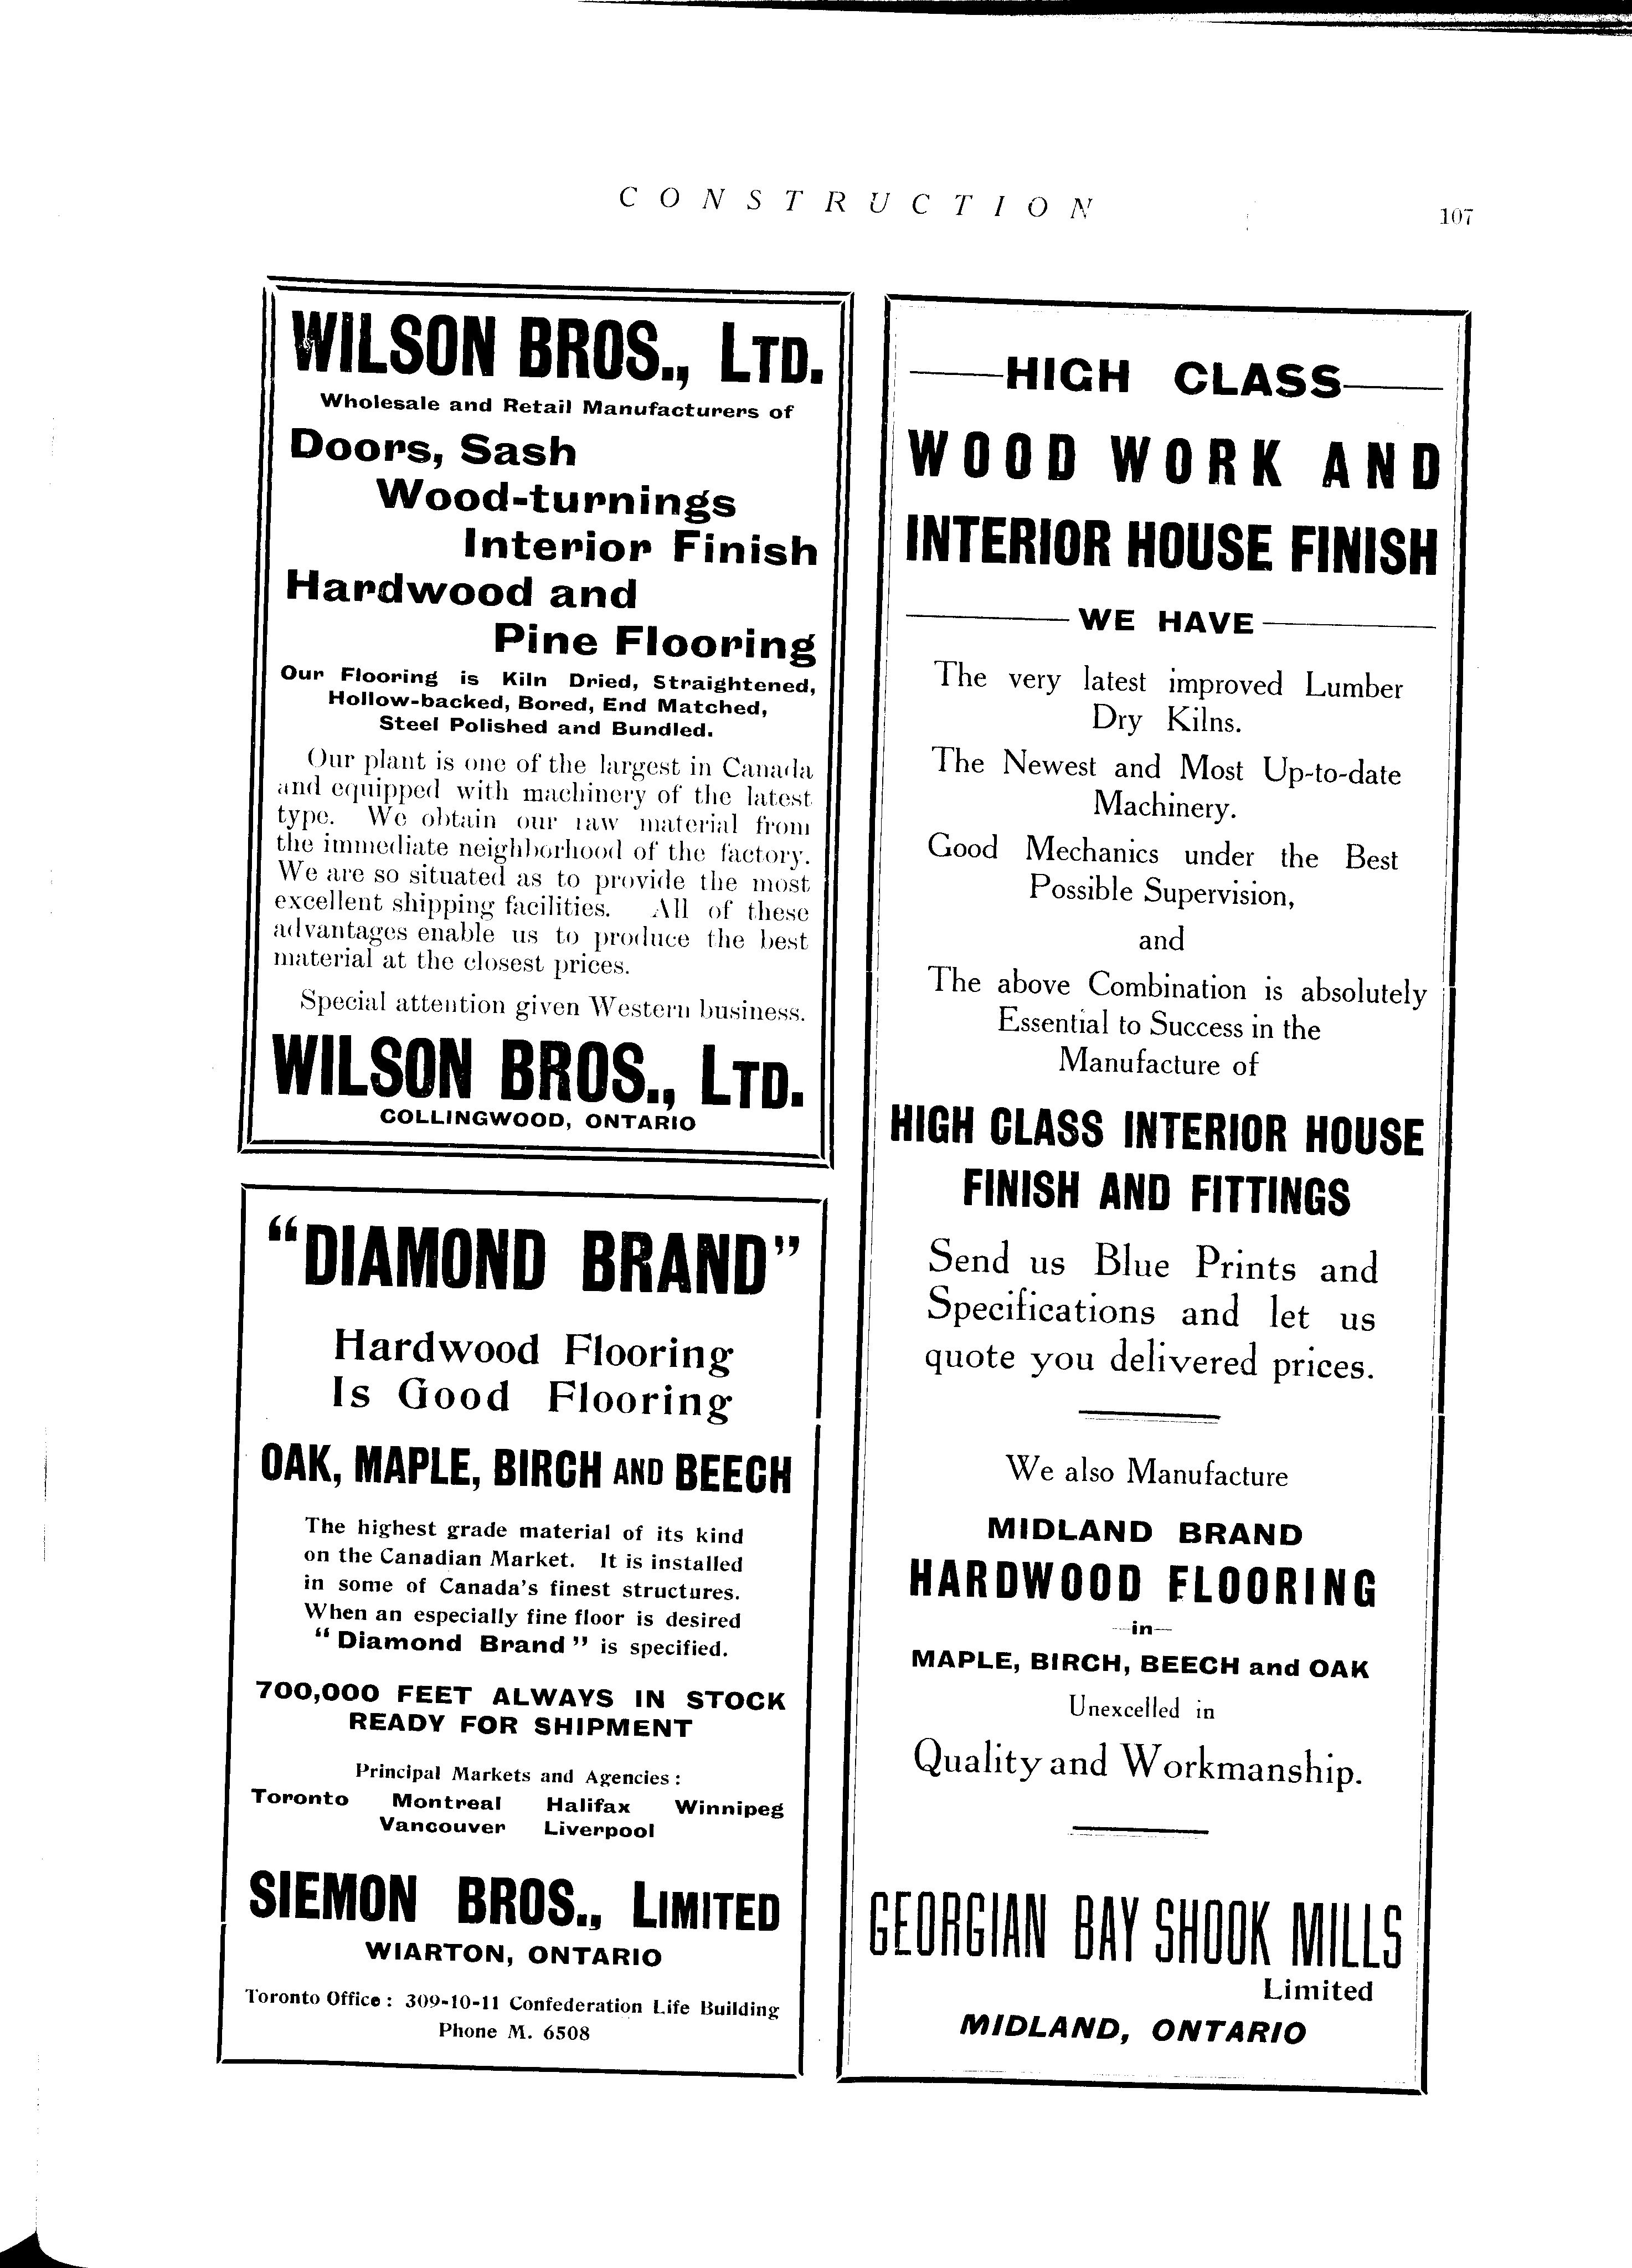 CONSTRUCTION
107
WILSON BROS., LTD.
Wholesale and Retail Manufacturers of
Doors, Sash
Wood-turnings
Interior Finish
Hardwood and
Pine Flooring
Our Flooring is Kiln Dried, Straightened,
Hollow-backed, Bored, End Matched,
Steel Polished and Bundled.
Our plant is one of the largest in Canada
and equipped with machinery of the latest
type. We obtain our raw material from
the immediate neighborhood of the factory.
We are so situated as to provide the most
excellent shipping facilities. All of these
advantages enable us to produce the best
material at the closest prices.
Special attention given Western business.
WILSON BROS., LTD.
COLLINGWOOD, ONTARIO
"DIAMOND BRAND"
Hardwood Flooring
Is Good Flooring
OAK, MAPLE, BIRCH AND BEECH
The highest grade material of its kind
on the Canadian Market. It is installed
in some of Canada's finest structures.
When an especially fine floor is desired
"Diamond Brand" is specified.
700,000 FEET ALWAYS IN STOCK
READY FOR SHIPMENT
Principal Markets and Agencies:
Toronto Montreal Halifax Winnipeg
Vancouver Liverpool
SIEMON BROS., LIMITED
WIARTON, ONTARIO
Toronto Office: 309-10-11 Confederation Life Building
Phone M. 6508
HIGH CLASS
WOOD WORK AND
INTERIOR HOUSE FINISH
WE HAVE
The very latest improved Lumber
Dry Kilns.
The Newest and Most Up-to-date
Machinery.
Good Mechanics under the Best
Possible Supervision,
and
The above Combination is absolutely
Essential to Success in the
Manufacture of
HIGH CLASS INTERIOR HOUSE
FINISH AND FITTINGS
Send us Blue Prints and
Specifications and let us
quote you delivered prices.
We also Manufacture
MIDLAND BRAND
HARDWOOD FLOORING
—in—
MAPLE, BIRCH, BEECH and OAK
Unexcelled in
Quality and Workmanship.
GEORGIAN BAY SHOOK MILLS
Limited
MIDLAND, ONTARIO